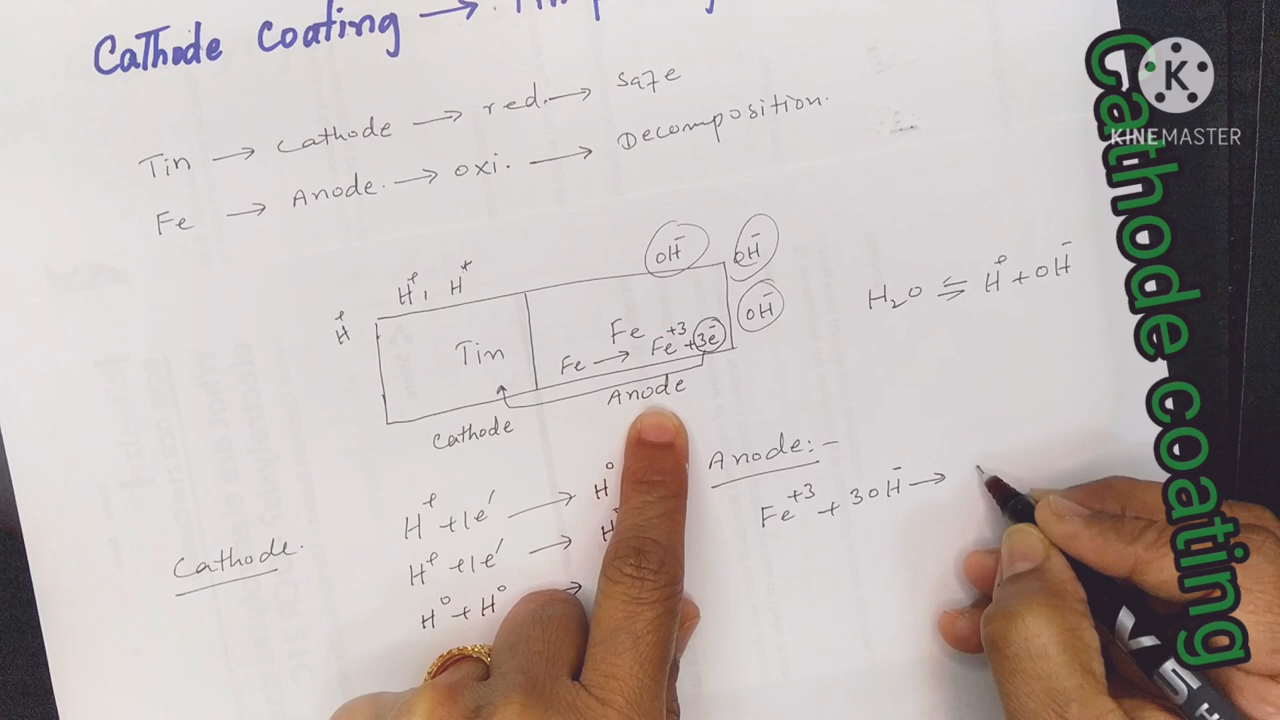 Cathode coating →
Tin → Cathode → red. → safe
Fe → Anode. → oxi. → Decomposition.
H⁺ H⁺, H⁺ OH⁻ OH⁻
OH⁻
Tin Fe
Fe → Fe⁺³+3e⁻
Cathode Anode
H₂O ⇋ H⁺ + OH⁻
Cathode.
H⁺ + 1e⁻ → H⁰
H⁺ + 1e⁻ → H⁰
H⁰ + H⁰ →
Anode:-
Fe⁺³ + 3OH⁻ →
K
KINEMASTER
Cathode coating